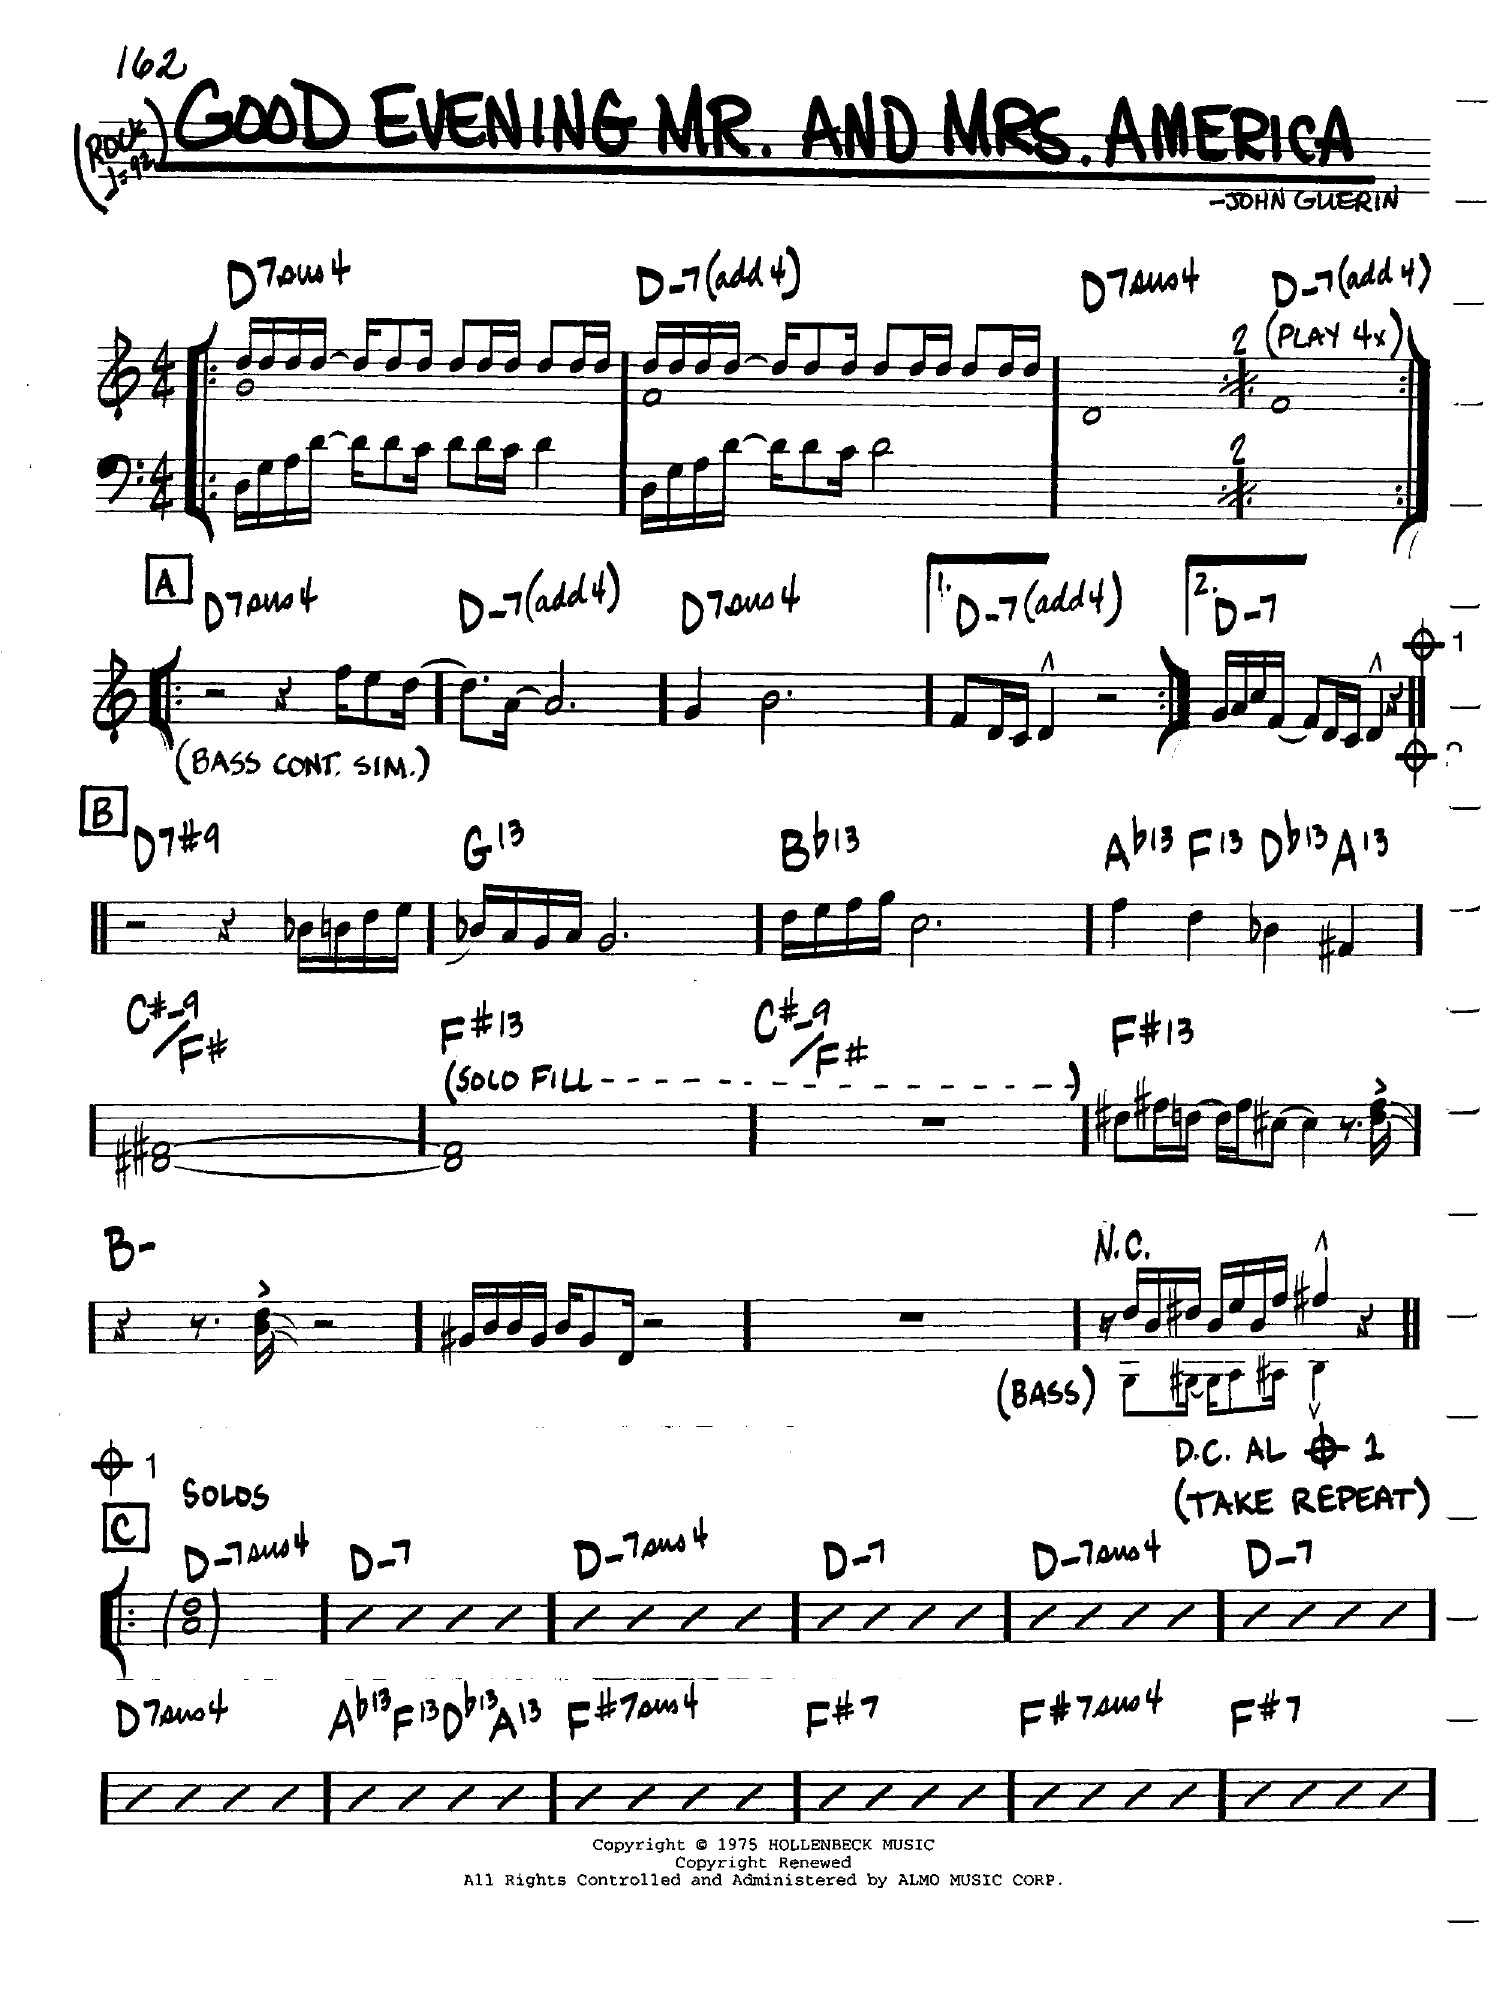 162
(ROCK ♩=92)
GOOD EVENING MR. AND MRS. AMERICA
-JOHN GUERIN
D7sus4 D-7(add4) D7sus4 D-7(add4)
2 (PLAY 4x)
4 4
2
4 4
A
D7sus4 D-7(add4) D7sus4 1. D-7(add4) 2. D-7
1
(BASS CONT. SIM.)
B
D7#9 G13 Bb13 Ab13 F13 Db13 A13
C#-9/F# F#13 C#-9/F# F#13
(SOLO FILL)
B- N.C.
(BASS)
D.C. AL 1
(TAKE REPEAT)
1
SOLOS
C
D-7sus4 D-7 D-7sus4 D-7 D-7sus4 D-7
D7sus4 Ab13 F13 Db13 A13 F#7sus4 F#7 F#7sus4 F#7
Copyright © 1975 HOLLENBECK MUSIC
Copyright Renewed
All Rights Controlled and Administered by ALMO MUSIC CORP.